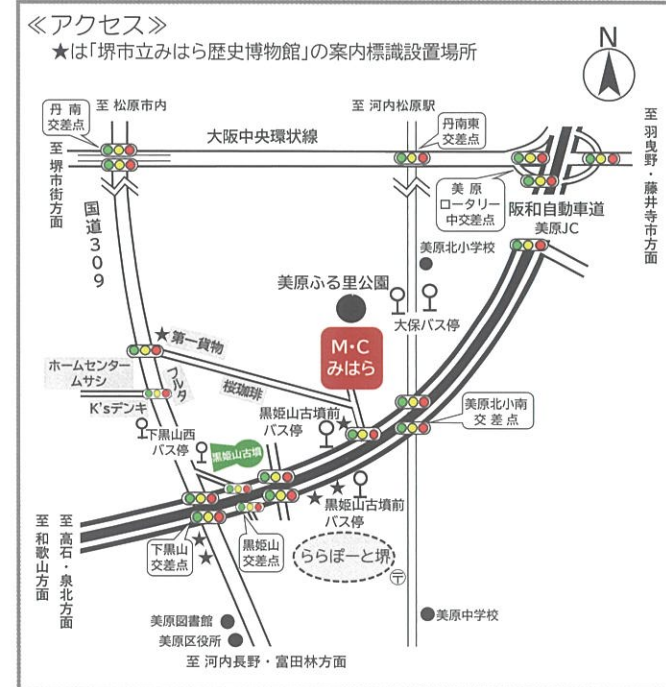 ≪アクセス≫
★は「堺市立みはら歴史博物館」の案内標識設置場所
N
丹南
交差点
至 松原市内
至 河内松原駅
丹南東
交差点
大阪中央環状線
至 堺市街方面
至 羽曳野・藤井寺市方面
国道309
美原
ロータリー
中交差点
阪和自動車道
美原JC
美原北小学校
美原ふる里公園
大保バス停
★第一貨物
M・C
みはら
ホームセンター
ムサシ
フルタ
桜珈琲
K'sデンキ
黒姫山古墳前
バス停
★
美原北小南
交差点
下黒山西
バス停
黒姫山古墳
★ ★
黒姫山古墳前
バス停
至 和歌山方面
至 高石・泉北方面
下黒山
交差点
★
★
黒姫山
交差点
ららぽーと堺
〒
美原図書館
美原区役所
美原中学校
至 河内長野・富田林方面